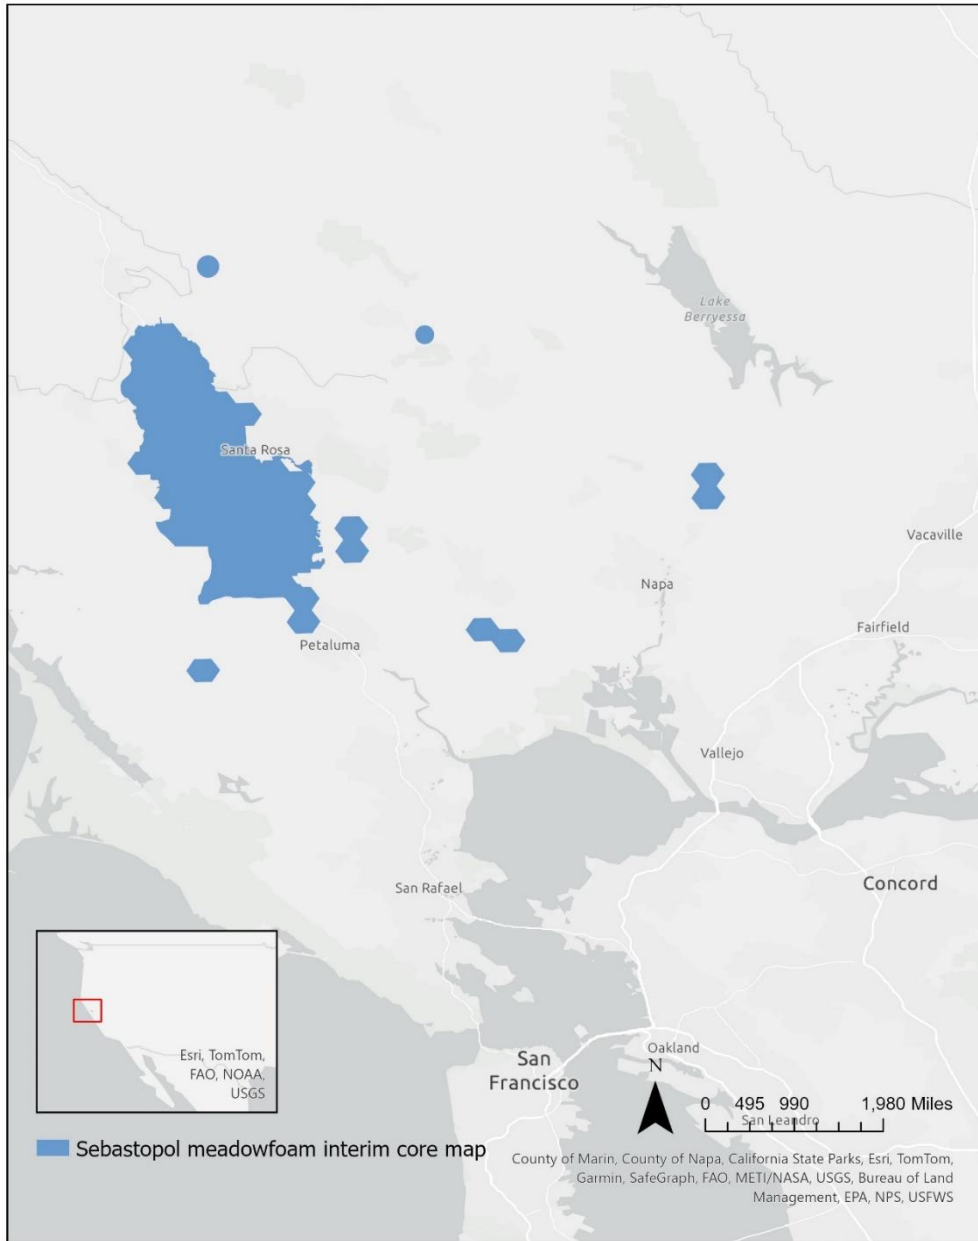 Lake
Berryessa
Santa Rosa
Vacaville
Napa
Fairfield
Petaluma
Vallejo
Concord
San Rafael
Oakland
San
Francisco
N
0 495 990 1,980 Miles
San Leandro
Esri, TomTom,
FAO, NOAA,
USGS
Sebastopol meadowfoam interim core map
County of Marin, County of Napa, California State Parks, Esri, TomTom,
Garmin, SafeGraph, FAO, METI/NASA, USGS, Bureau of Land
Management, EPA, NPS, USFWS